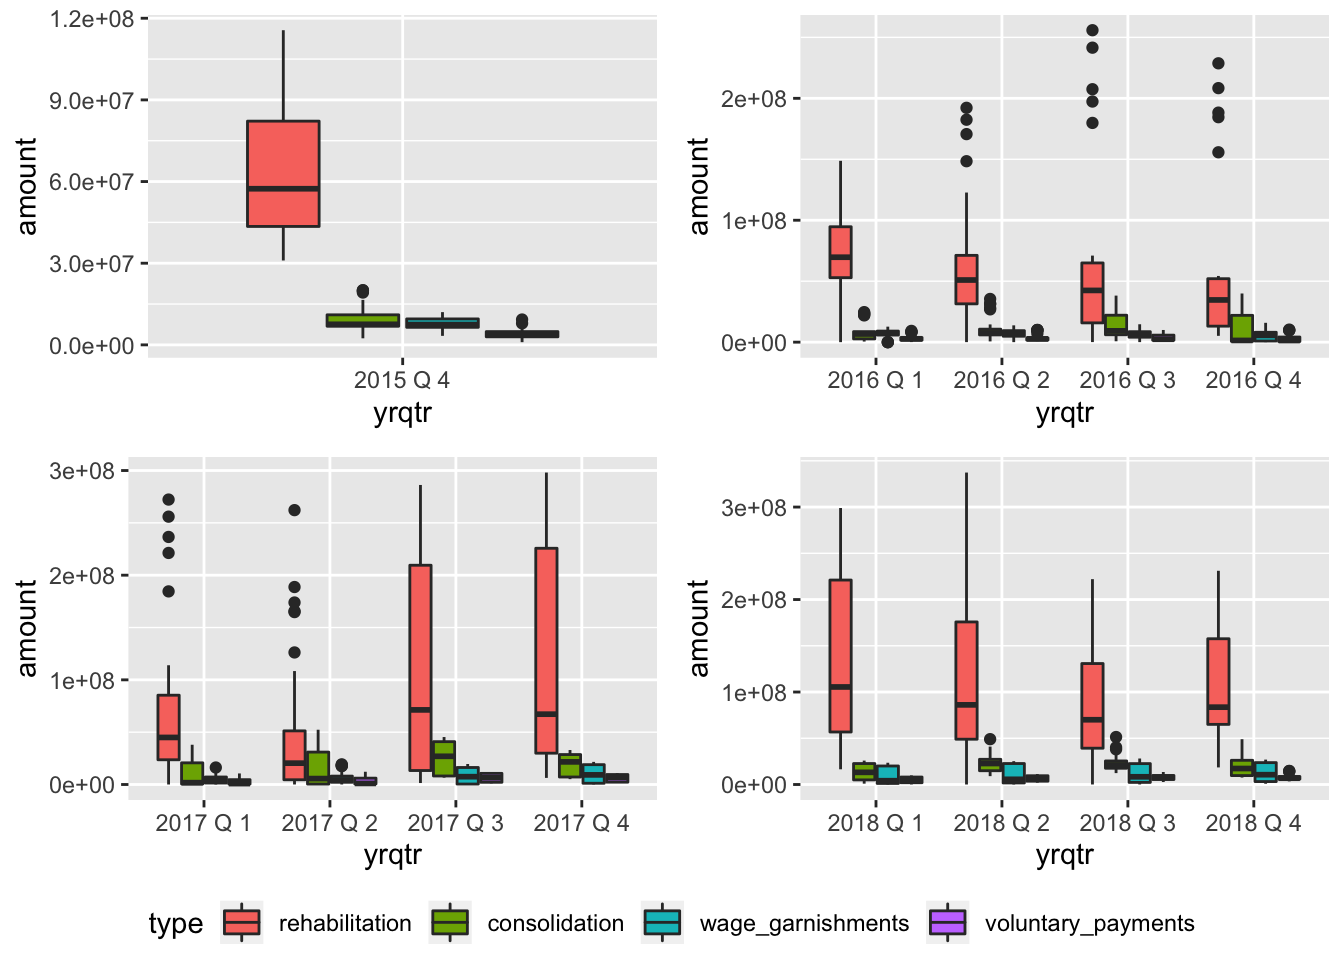 1.2e+08
9.0e+07
6.0e+07
3.0e+07
0.0e+00
amount
2015 Q 4
yrqtr
2e+08
1e+08
0e+00
amount
2016 Q 1 2016 Q 2 2016 Q 3 2016 Q 4
yrqtr
3e+08
2e+08
1e+08
0e+00
amount
2017 Q 1 2017 Q 2 2017 Q 3 2017 Q 4
yrqtr
3e+08
2e+08
1e+08
0e+00
amount
2018 Q 1 2018 Q 2 2018 Q 3 2018 Q 4
yrqtr
type rehabilitation consolidation wage_garnishments voluntary_payments